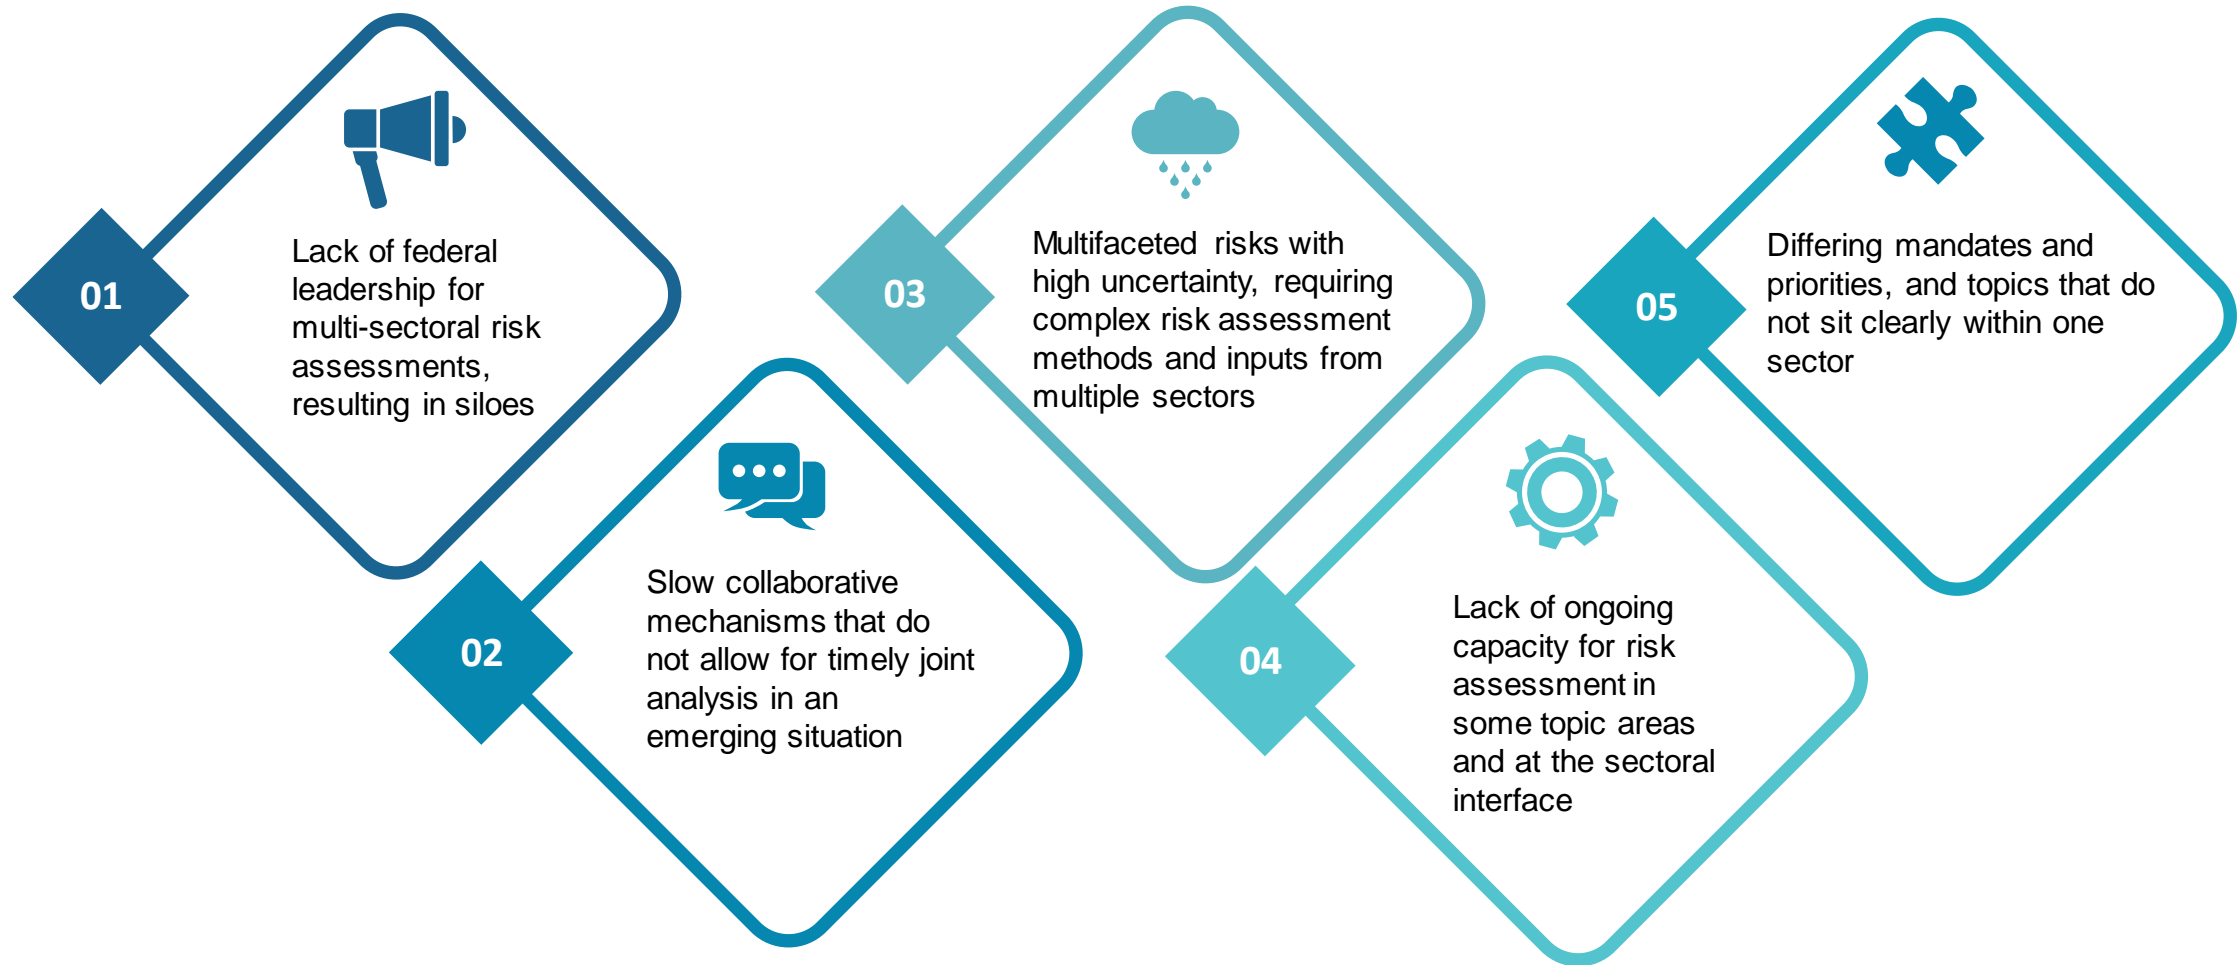 01
Lack of federal
leadership for
multi-sectoral risk
assessments,
resulting in siloes
02
Slow collaborative
mechanisms that do
not allow for timely joint
analysis in an
emerging situation
03
Multifaceted risks with
high uncertainty, requiring
complex risk assessment
methods and inputs from
multiple sectors
04
Lack of ongoing
capacity for risk
assessment in
some topic areas
and at the sectoral
interface
05
Differing mandates and
priorities, and topics that do
not sit clearly within one
sector